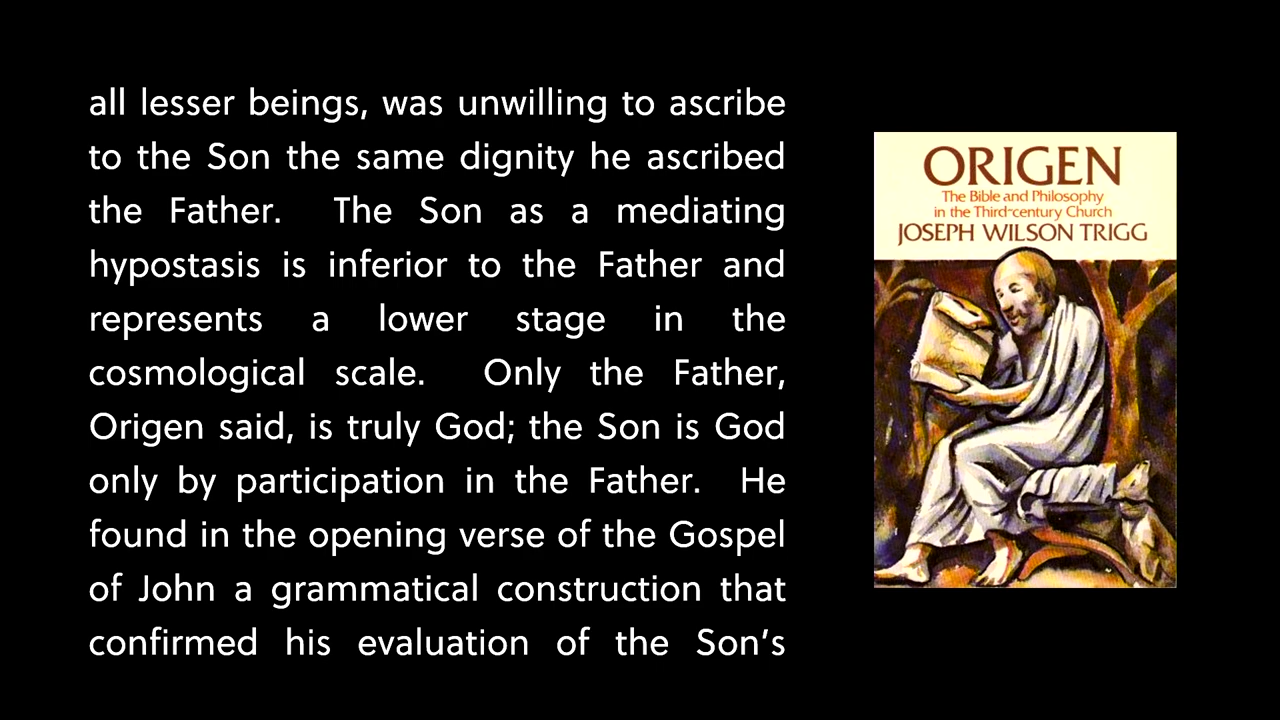 all lesser beings, was unwilling to ascribe
to the Son the same dignity he ascribed
the Father.  The Son as a mediating
hypostasis is inferior to the Father and
represents a lower stage in the
cosmological scale.  Only the Father,
Origen said, is truly God; the Son is God
only by participation in the Father.  He
found in the opening verse of the Gospel
of John a grammatical construction that
confirmed his evaluation of the Son’s
ORIGEN
The Bible and Philosophy
in the Third-century Church
JOSEPH WILSON TRIGG